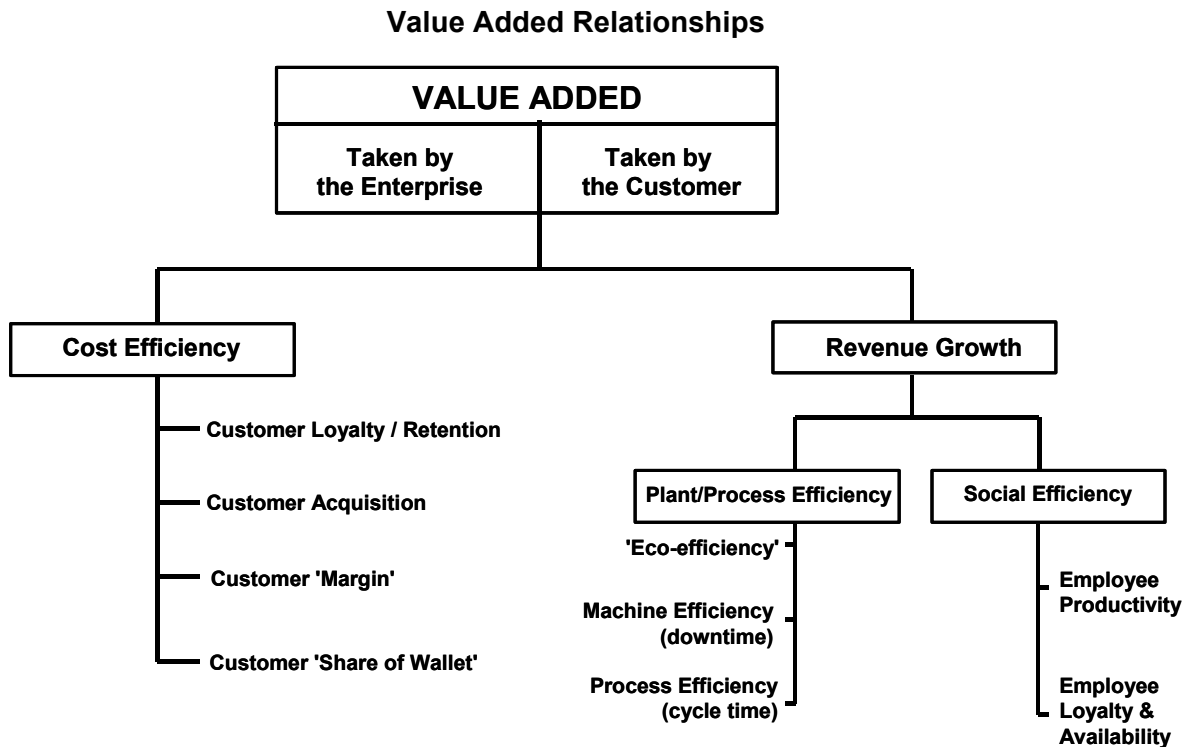 Value Added Relationships
VALUE ADDED
Taken by
the Enterprise
Taken by
the Customer
Cost Efficiency
Customer Loyalty / Retention
Customer Acquisition
Customer 'Margin'
Customer 'Share of Wallet'
Revenue Growth
Plant/Process Efficiency
'Eco-efficiency'
Machine Efficiency
(downtime)
Process Efficiency
(cycle time)
Social Efficiency
Employee
Productivity
Employee
Loyalty &
Availability